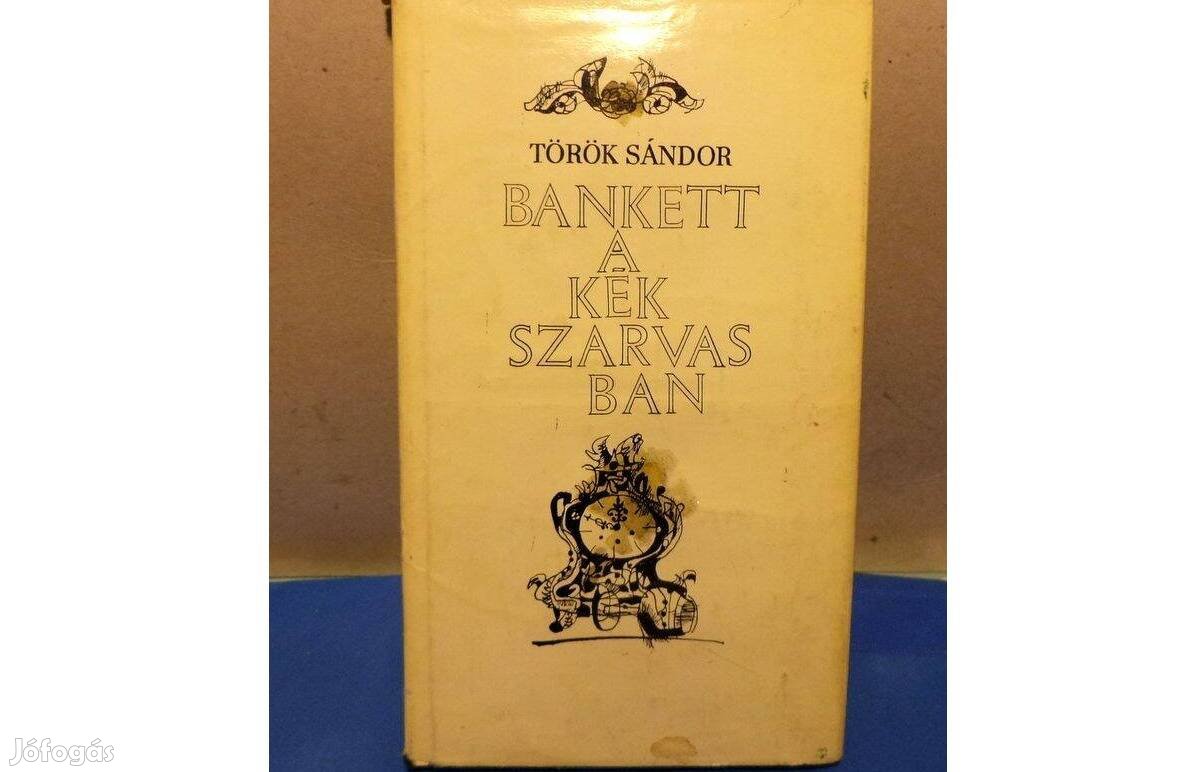 TÖRÖK SÁNDOR
BANKETT
A
KÉK
SZARVAS
BAN
Jófogás